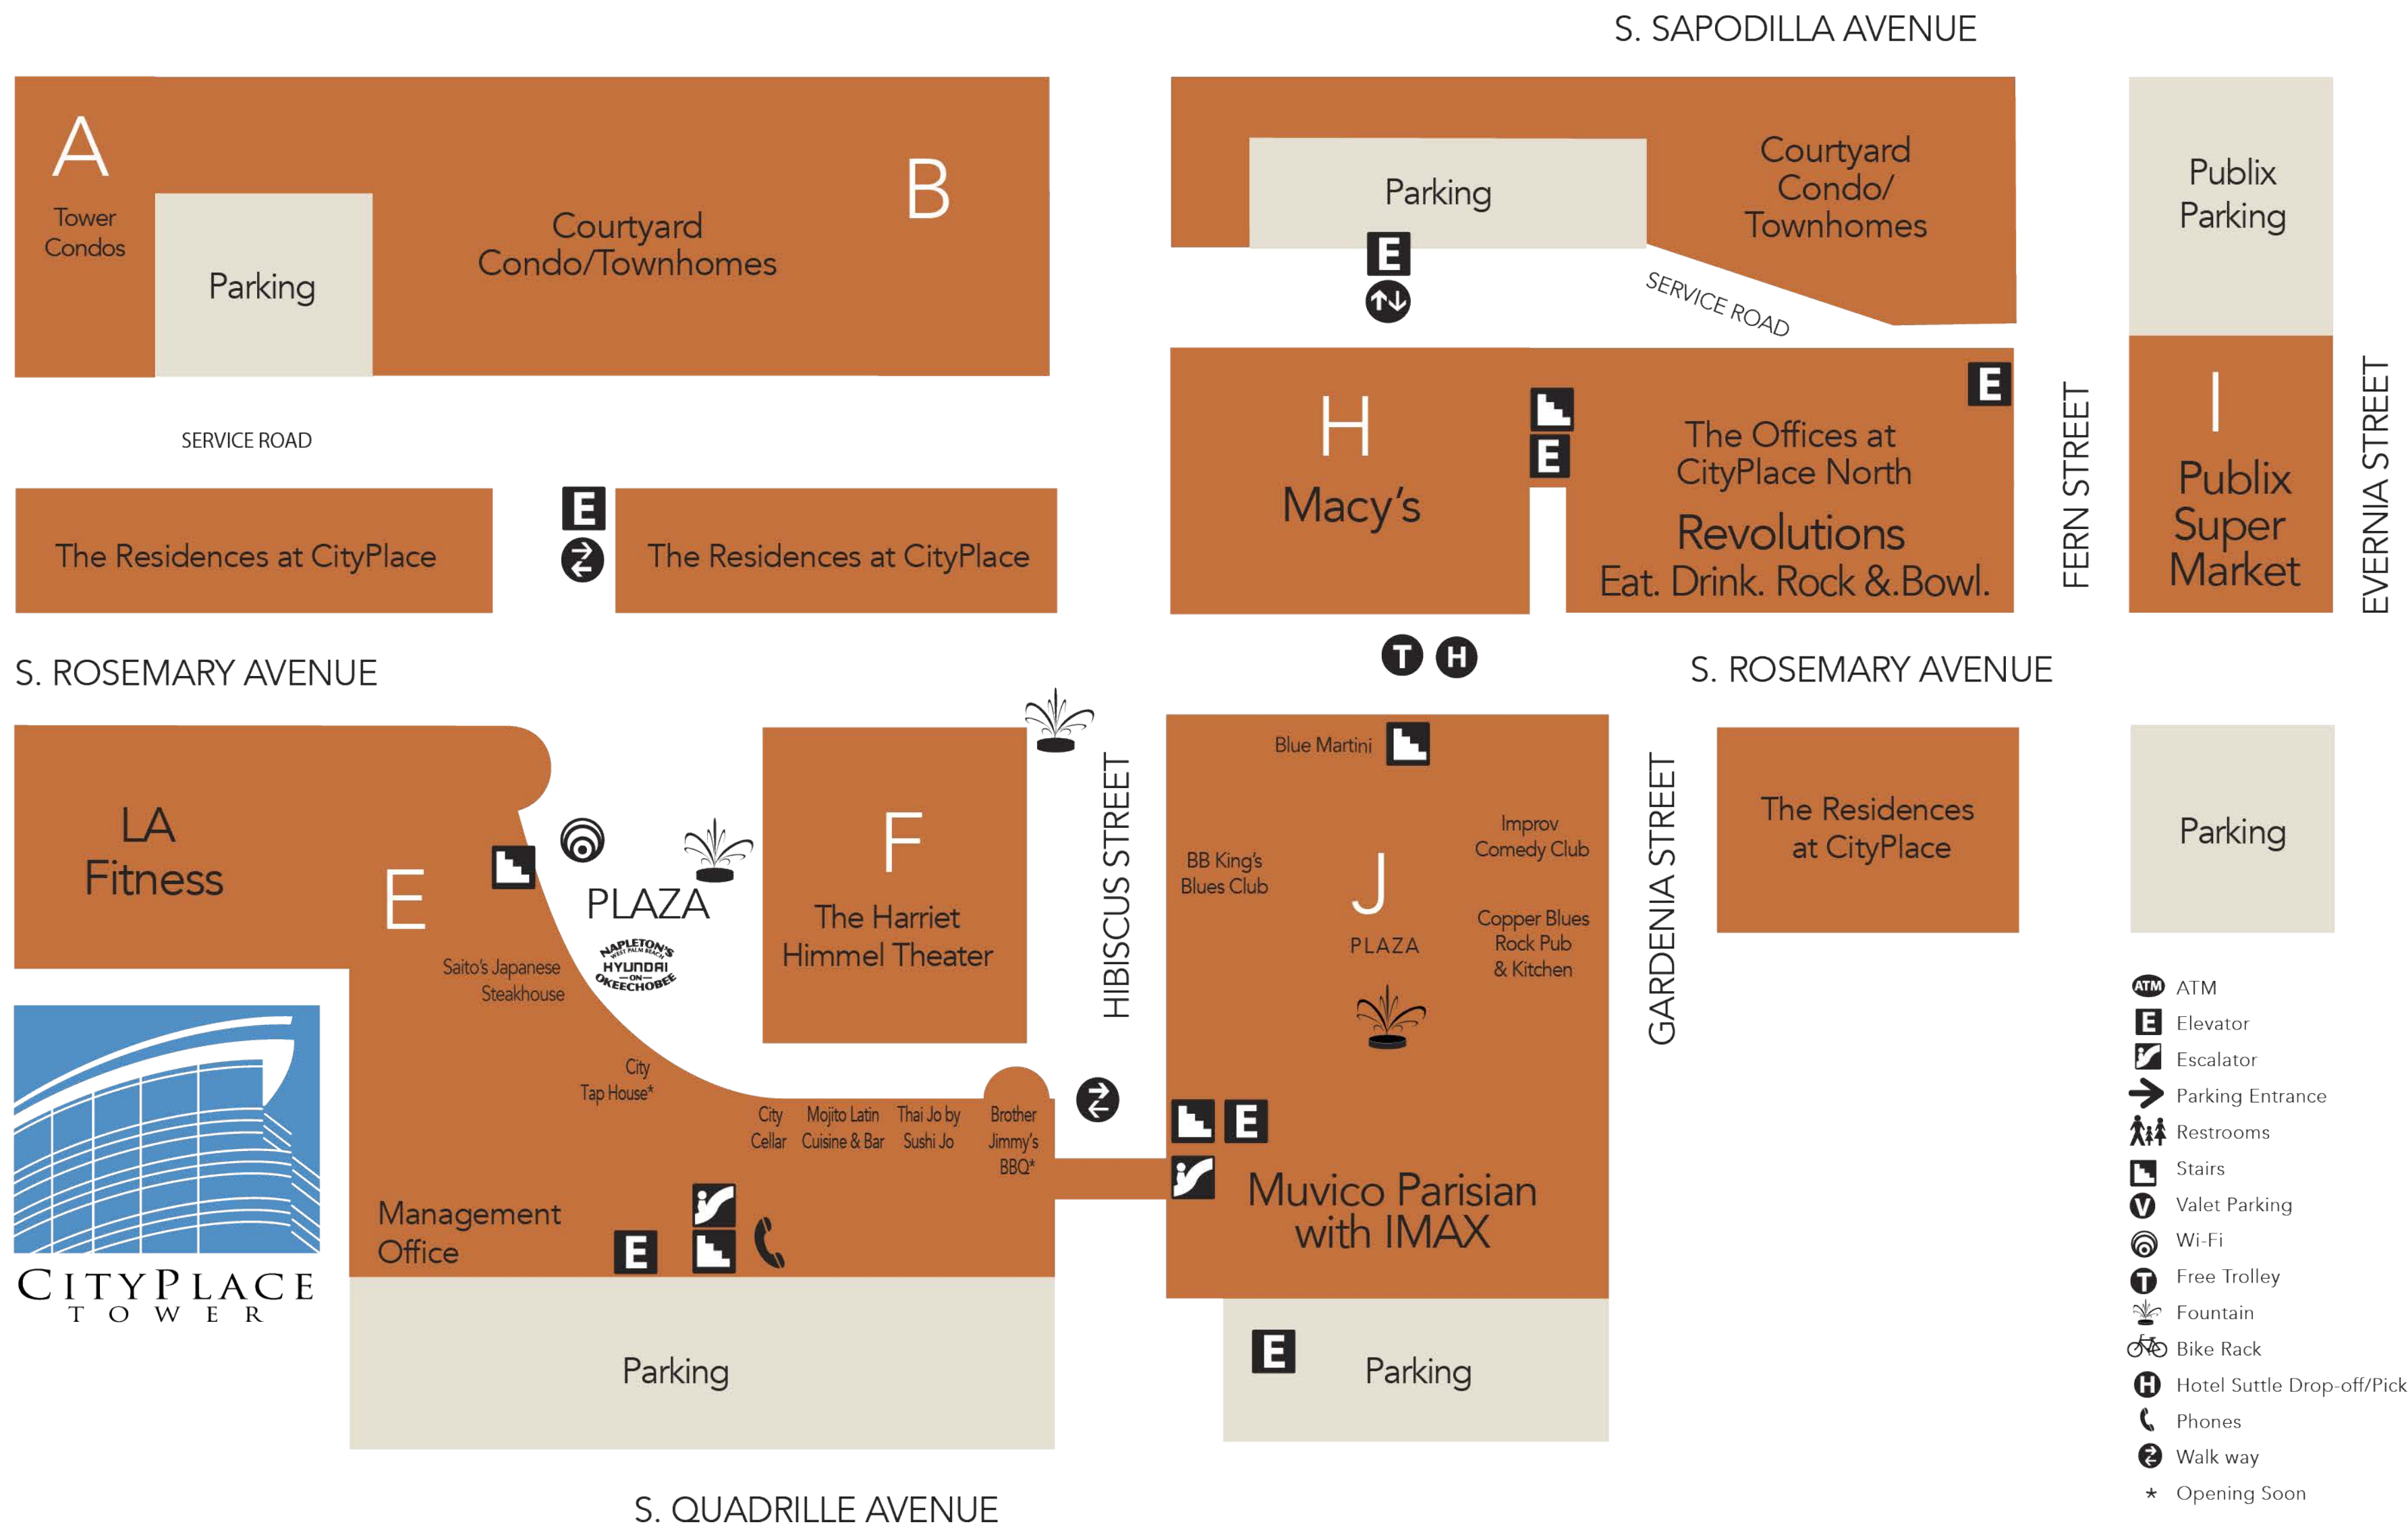 S. SAPODILLA AVENUE
A
Tower
Condos
Parking
Courtyard
Condo/Townhomes
B
Parking
E
Courtyard
Condo/
Townhomes
SERVICE ROAD
Publix
Parking
SERVICE ROAD
H
Macy's
E
E
The Offices at
CityPlace North
Revolutions
Eat. Drink. Rock &.Bowl.
FERN STREET
I
Publix
Super
Market
EVERNIA STREET
The Residences at CityPlace
E
The Residences at CityPlace
T
H
S. ROSEMARY AVENUE
S. ROSEMARY AVENUE
LA
Fitness
E
PLAZA
NAPLETON'S
WEST PALM BEACH
HYUNDAI
—ON—
OKEECHOBEE
Saito's Japanese
Steakhouse
F
The Harriet
Himmel Theater
HIBISCUS STREET
Blue Martini
BB King's
Blues Club
J
PLAZA
Improv
Comedy Club
Copper Blues
Rock Pub
& Kitchen
GARDENIA STREET
The Residences
at CityPlace
Parking
City
Tap House*
City
Cellar
Mojito Latin
Cuisine & Bar
Thai Jo by
Sushi Jo
Brother
Jimmy's
BBQ*
E
Muvico Parisian
with IMAX
Management
Office
E
CITYPLACE
TOWER
Parking
E
Parking
S. QUADRILLE AVENUE
ATM ATM
E Elevator
Escalator
Parking Entrance
Restrooms
Stairs
V Valet Parking
Wi-Fi
T Free Trolley
Fountain
Bike Rack
H Hotel Suttle Drop-off/Pick
Phones
Walk way
* Opening Soon